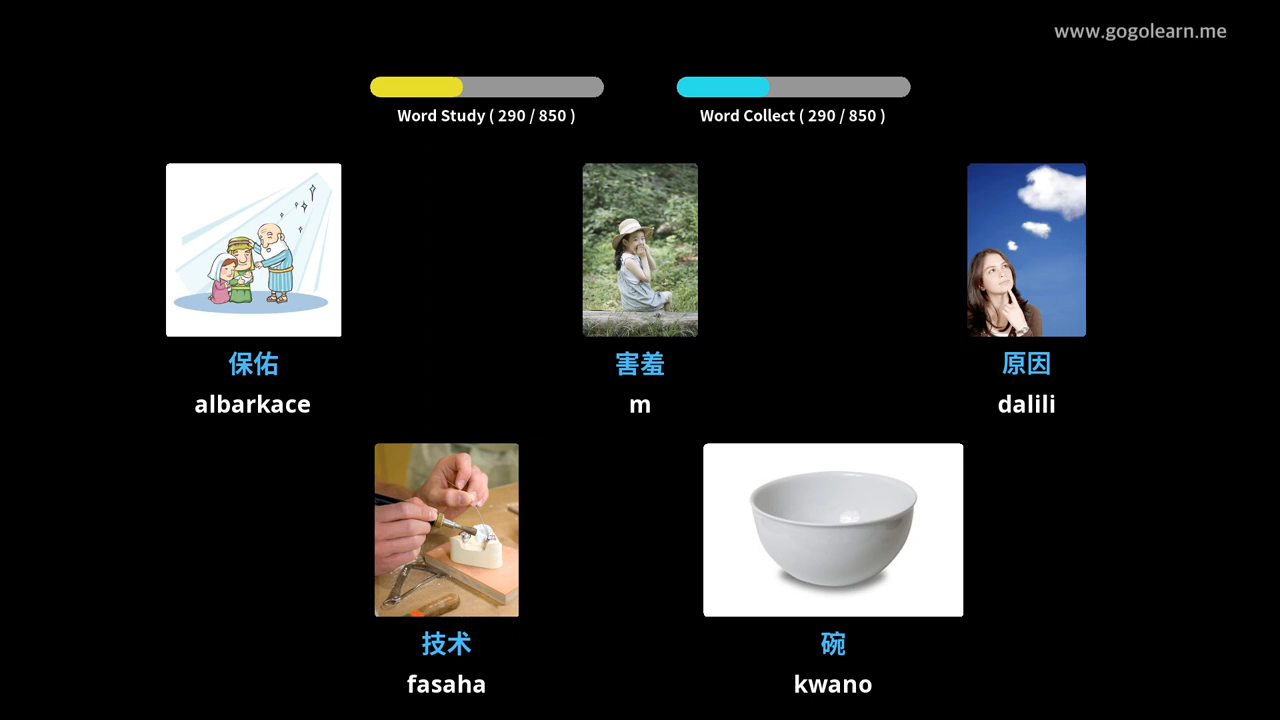 www.gogolearn.me
Word Study ( 290 / 850 )
Word Collect ( 290 / 850 )
保佑
albarkace
害羞
m
原因
dalili
技术
fasaha
碗
kwano